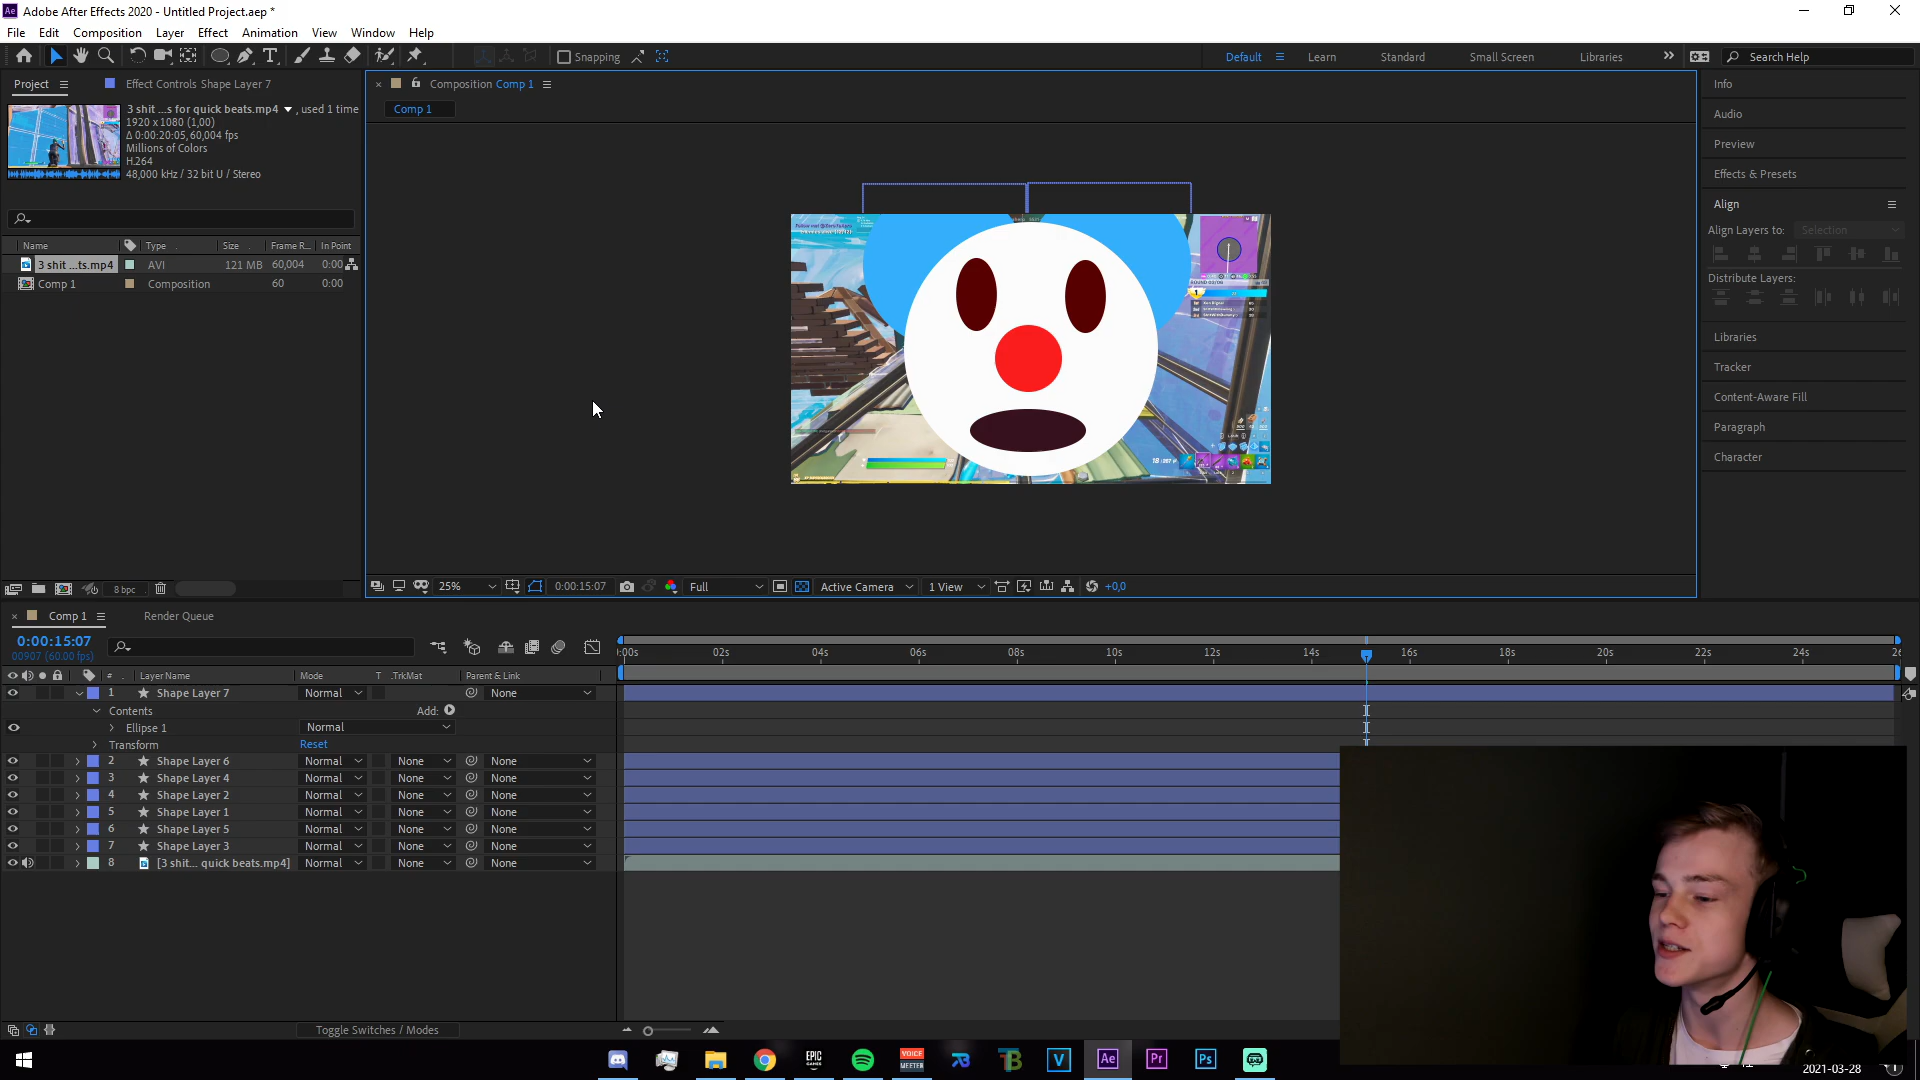 Adobe After Effects 2020 - Untitled Project.aep *
File Edit Composition Layer Effect Animation View Window Help
Snapping Default Learn Standard Small Screen Libraries Search Help
Project Effect Controls Shape Layer 7
3 shit ...s for quick beats.mp4 , used 1 time
1920 x 1080 (1,00)
Δ 0:00:20:05, 60,004 fps
Millions of Colors
H.264
48,000 kHz / 32 bit U / Stereo
Name Type Size Frame R... In Point
3 shit ...ts.mp4 AVI 121 MB 60,004 0:00
Comp 1 Composition 60 0:00
8 bpc
Composition Comp 1
Comp 1
25% 0:00:15:07 Full Active Camera 1 View +0,0
Info
Audio
Preview
Effects & Presets
Align
Align Layers to: Selection
Distribute Layers:
Libraries
Tracker
Content-Aware Fill
Paragraph
Character
Comp 1 Render Queue
0:00:15:07
00907 (60.00 fps)
:00s 02s 04s 06s 08s 10s 12s 14s 16s 18s 20s 22s 24s 26
# Layer Name Mode T .TrkMat Parent & Link
1 Shape Layer 7 Normal None
Contents Add:
Ellipse 1 Normal
Transform Reset
2 Shape Layer 6 Normal None None
3 Shape Layer 4 Normal None None
4 Shape Layer 2 Normal None None
5 Shape Layer 1 Normal None None
6 Shape Layer 5 Normal None None
7 Shape Layer 3 Normal None None
8 [3 shit... quick beats.mp4] Normal None None
Toggle Switches / Modes
EPIC GAMES VOICE MEETER TB V Ae Pr Ps
2021-03-28